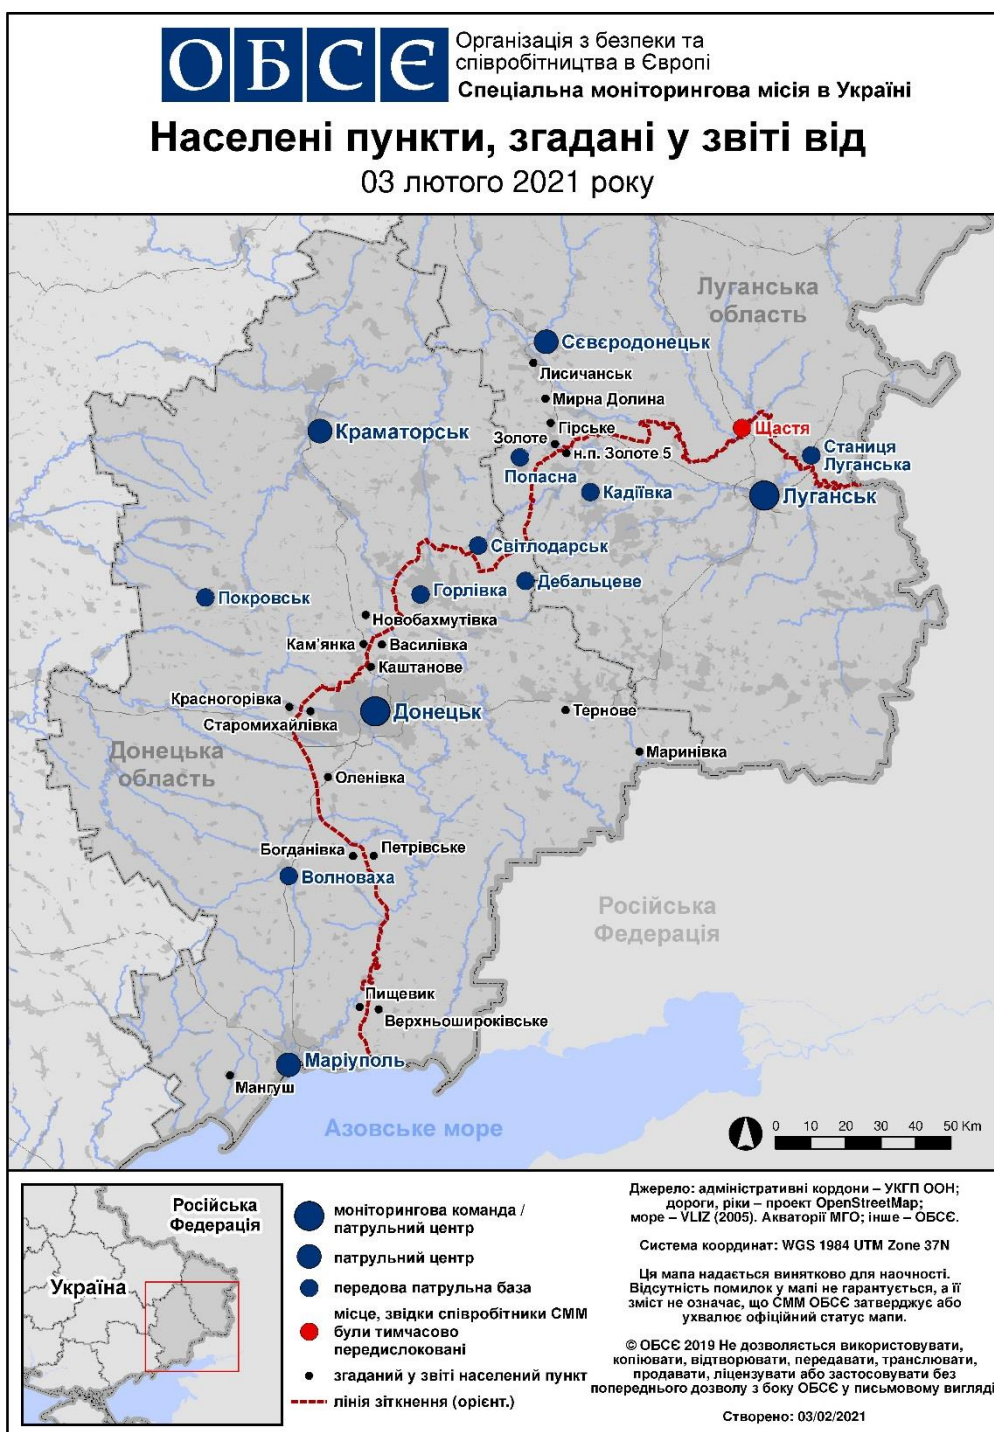 ОБСЄ
Організація з безпеки та
співробітництва в Європі
Спеціальна моніторингова місія в Україні
Населені пункти, згадані у звіті від
03 лютого 2021 року
Луганська
область
Сєвєродонецьк
Лисичанськ
Мирна Долина
Гірське
Золоте
н.п. Золоте 5
Щастя
Станиця
Луганська
Краматорськ
Попасна
Кадіївка
Луганськ
Світлодарськ
Дебальцеве
Горлівка
Покровськ
Новобахмутівка
Кам'янка
Василівка
Каштанове
Красногорівка
Старомихайлівка
Донецьк
Тернове
Донецька
область
Маринівка
Оленівка
Богданівка
Петрівське
Волноваха
Російська
Федерація
Пищевик
Верхньошироківське
Маріуполь
Мангуш
Азовське море
0 10 20 30 40 50 Км
Російська
Федерація
Україна
моніторингова команда /
патрульний центр
патрульний центр
передова патрульна база
місце, звідки співробітники СММ
були тимчасово
передислоковані
згаданий у звіті населений пункт
лінія зіткнення (орієнт.)
Джерело: адміністративні кордони – УКГП ООН;
дороги, ріки – проект OpenStreetMap;
море – VLIZ (2005). Акваторії МГО; інше – ОБСЄ.
Система координат: WGS 1984 UTM Zone 37N
Ця мапа надається винятково для наочності.
Відсутність помилок у мапі не гарантується, а її
зміст не означає, що СММ ОБСЄ затверджує або
ухвалює офіційний статус мапи.
© ОБСЄ 2019 Не дозволяється використовувати,
копіювати, відтворювати, передавати, транслювати,
продавати, ліцензувати або застосовувати без
попереднього дозволу з боку ОБСЄ у письмовому вигляді
Створено: 03/02/2021